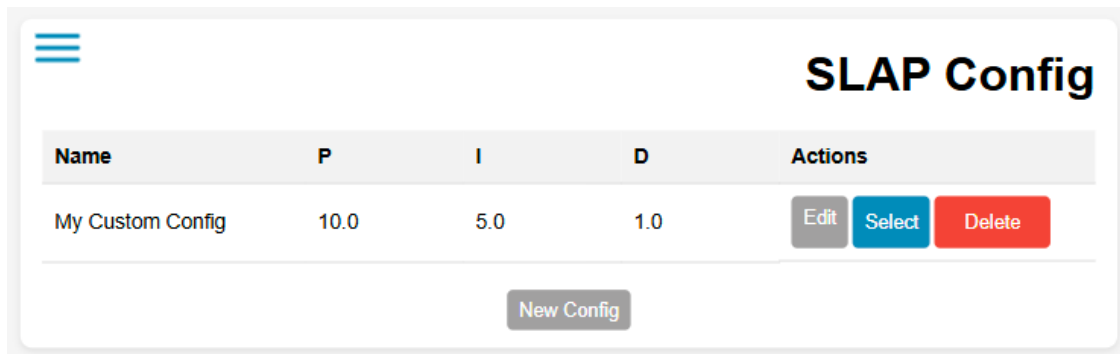 SLAP Config
Name P I D Actions
My Custom Config 10.0 5.0 1.0 Edit Select Delete
New Config